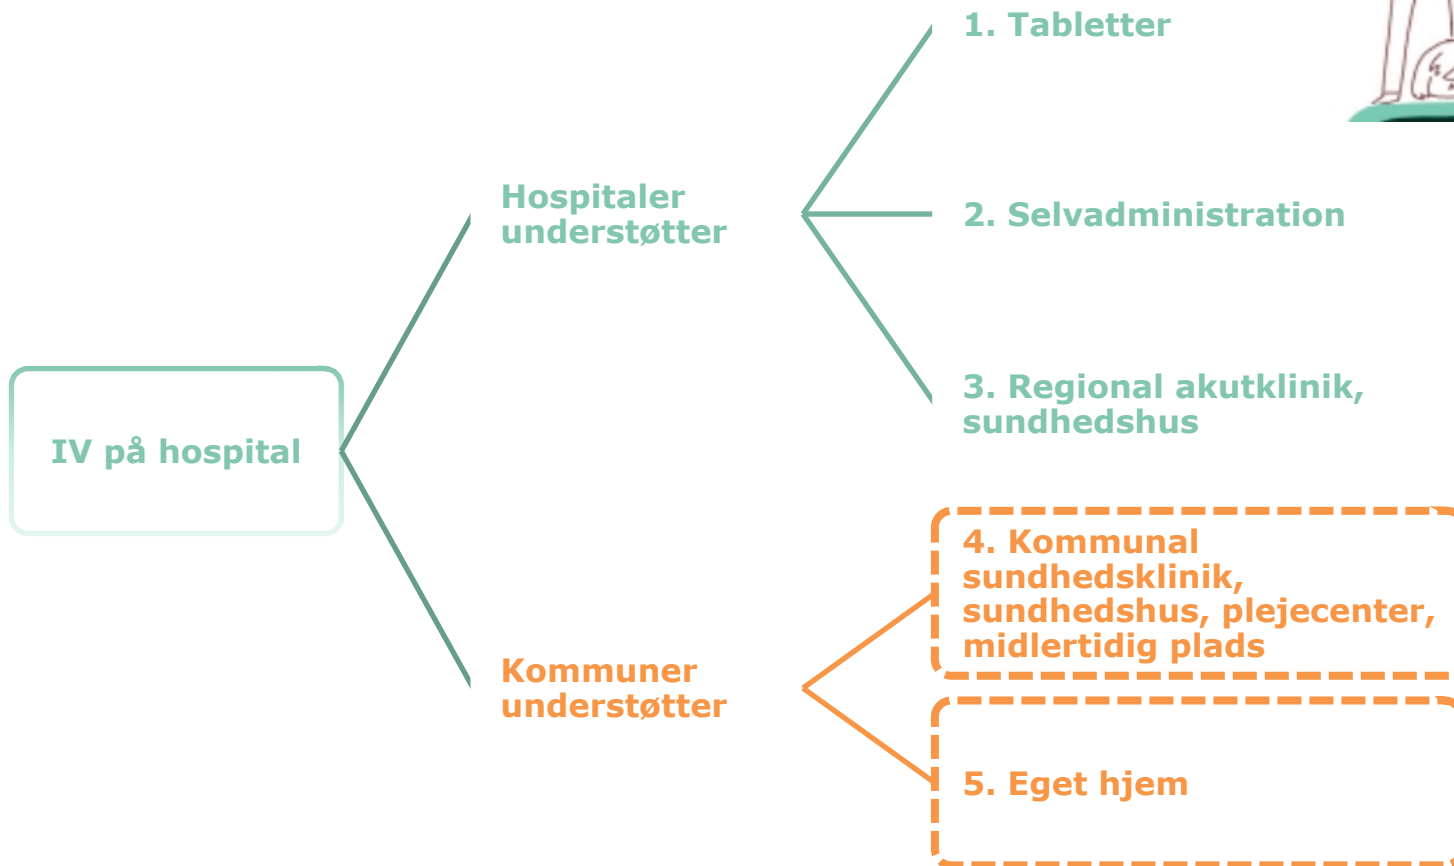 1. Tabletter
Hospitaler
understøtter
2. Selvadministration
3. Regional akutklinik,
sundhedshus
IV på hospital
4. Kommunal
sundhedsklinik,
sundhedshus, plejecenter,
midlertidig plads
Kommuner
understøtter
5. Eget hjem